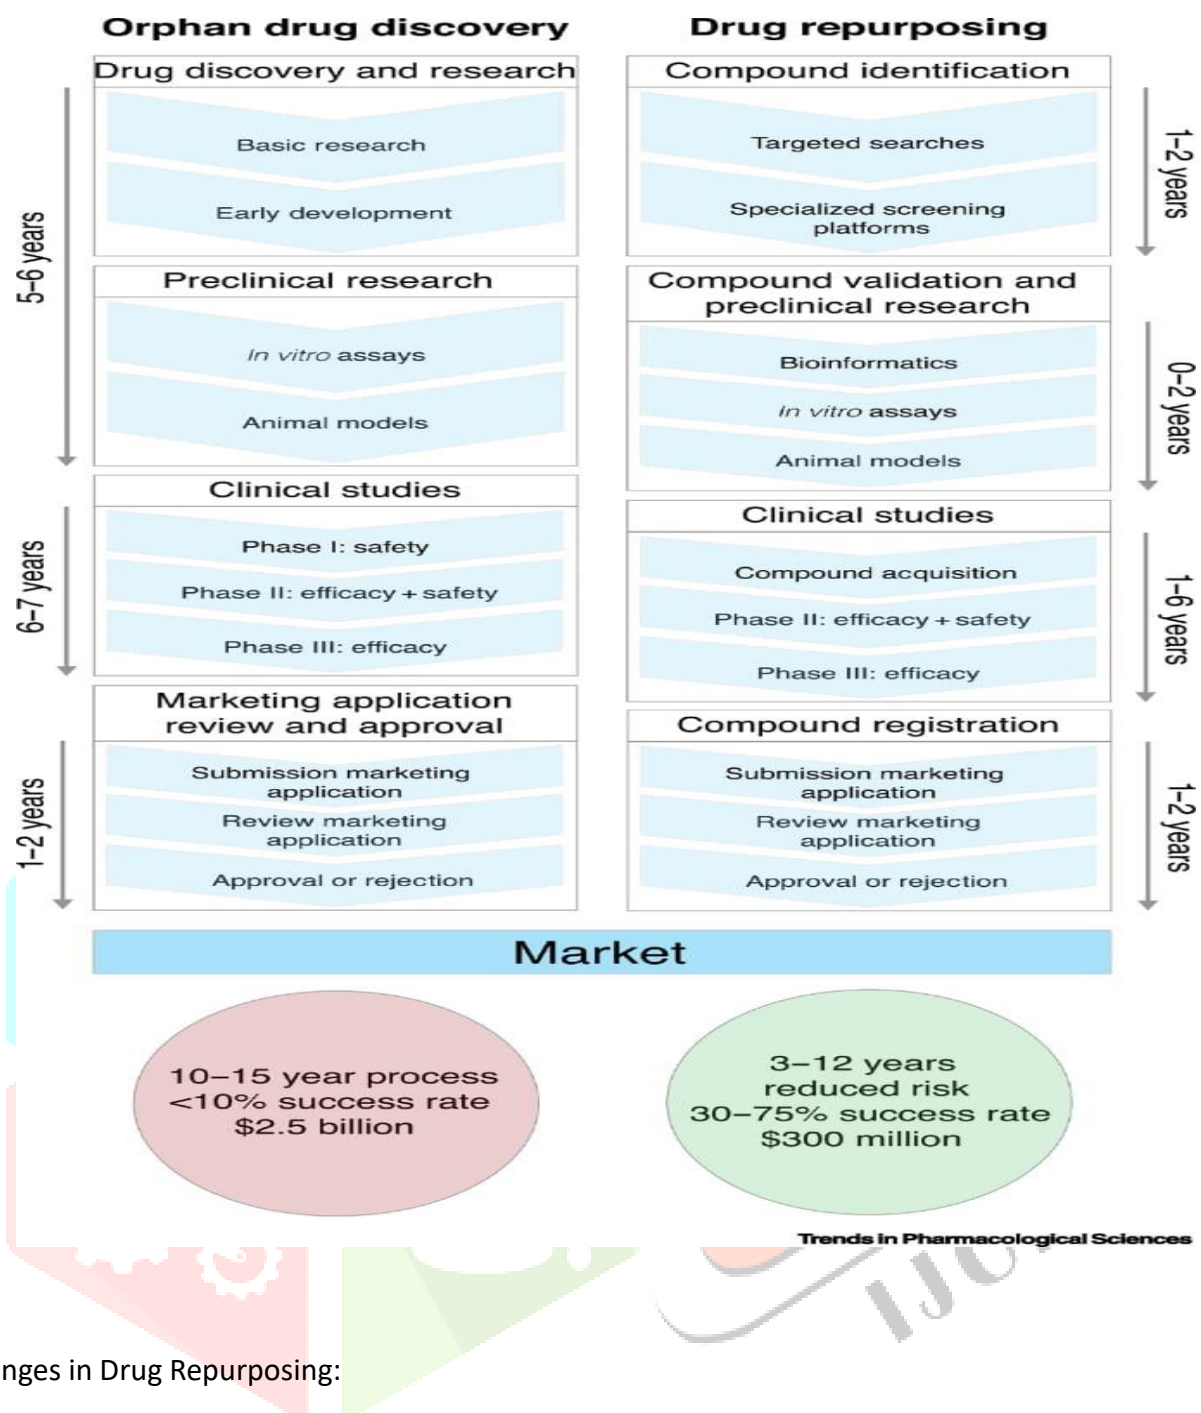 Orphan drug discovery
Drug discovery and research
Basic research
Early development
5–6 years
Preclinical research
In vitro assays
Animal models
Clinical studies
Phase I: safety
Phase II: efficacy + safety
Phase III: efficacy
6–7 years
Marketing application
review and approval
Submission marketing
application
Review marketing
application
Approval or rejection
1–2 years
Drug repurposing
Compound identification
Targeted searches
Specialized screening
platforms
1–2 years
Compound validation and
preclinical research
Bioinformatics
In vitro assays
Animal models
0–2 years
Clinical studies
Compound acquisition
Phase II: efficacy + safety
Phase III: efficacy
1–6 years
Compound registration
Submission marketing
application
Review marketing
application
Approval or rejection
1–2 years
Market
10–15 year process
<10% success rate
$2.5 billion
3–12 years
reduced risk
30–75% success rate
$300 million
Trends in Pharmacological Sciences
nges in Drug Repurposing: